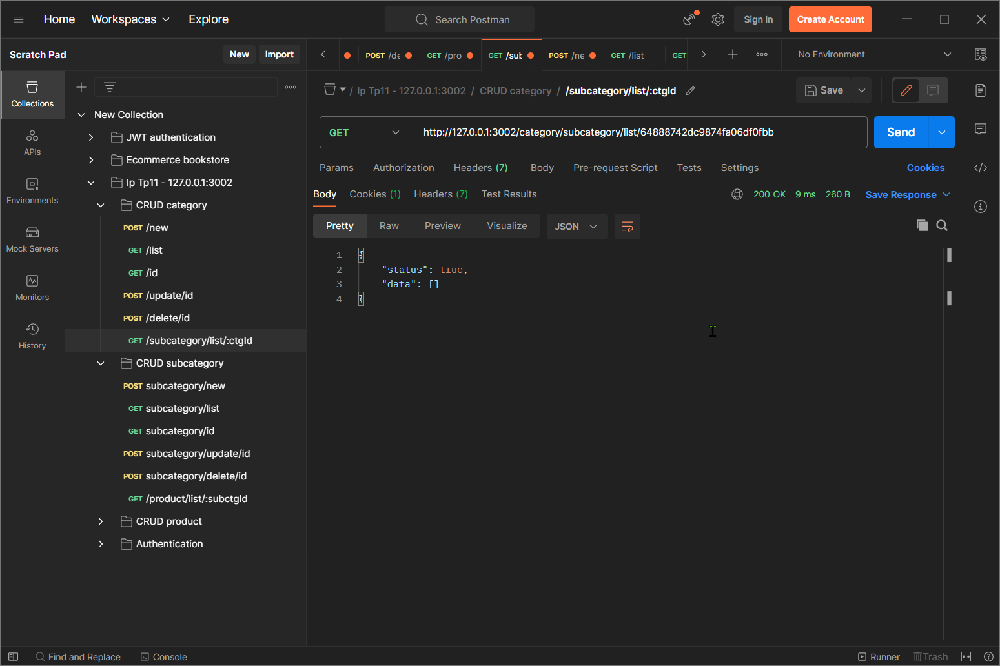 Home Workspaces Explore Search Postman Sign In Create Account
Scratch Pad New Import
POST /de GET /pro GET /sub POST /ne GET /list GET No Environment
Collections
APIs
Environments
Mock Servers
Monitors
History
New Collection
JWT authentication
Ecommerce bookstore
Ip Tp11 - 127.0.0.1:3002
CRUD category
POST /new
GET /list
GET /id
POST /update/id
POST /delete/id
GET /subcategory/list/:ctgId
CRUD subcategory
POST subcategory/new
GET subcategory/list
GET subcategory/id
POST subcategory/update/id
POST subcategory/delete/id
GET /product/list/:subctgId
CRUD product
Authentication
/ Ip Tp11 - 127.0.0.1:3002 / CRUD category / /subcategory/list/:ctgId Save
GET http://127.0.0.1:3002/category/subcategory/list/64888742dc9874fa06df0fbb Send
Params Authorization Headers (7) Body Pre-request Script Tests Settings Cookies
Body Cookies (1) Headers (7) Test Results 200 OK 9 ms 260 B Save Response
Pretty Raw Preview Visualize JSON
1 {
2 "status": true,
3 "data": []
4 }
Find and Replace Console Runner Trash